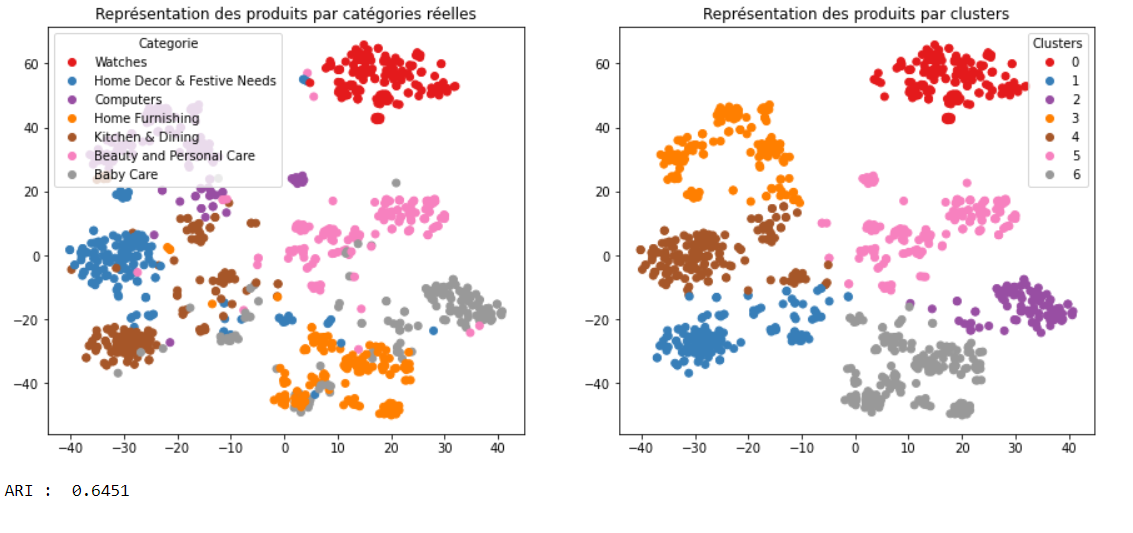 Représentation des produits par catégories réelles
Categorie
Watches
Home Decor & Festive Needs
Computers
Home Furnishing
Kitchen & Dining
Beauty and Personal Care
Baby Care
60
40
20
0
−20
−40
−40 −30 −20 −10 0 10 20 30 40
Représentation des produits par clusters
Clusters
0
1
2
3
4
5
6
60
40
20
0
−20
−40
−40 −30 −20 −10 0 10 20 30 40
ARI : 0.6451